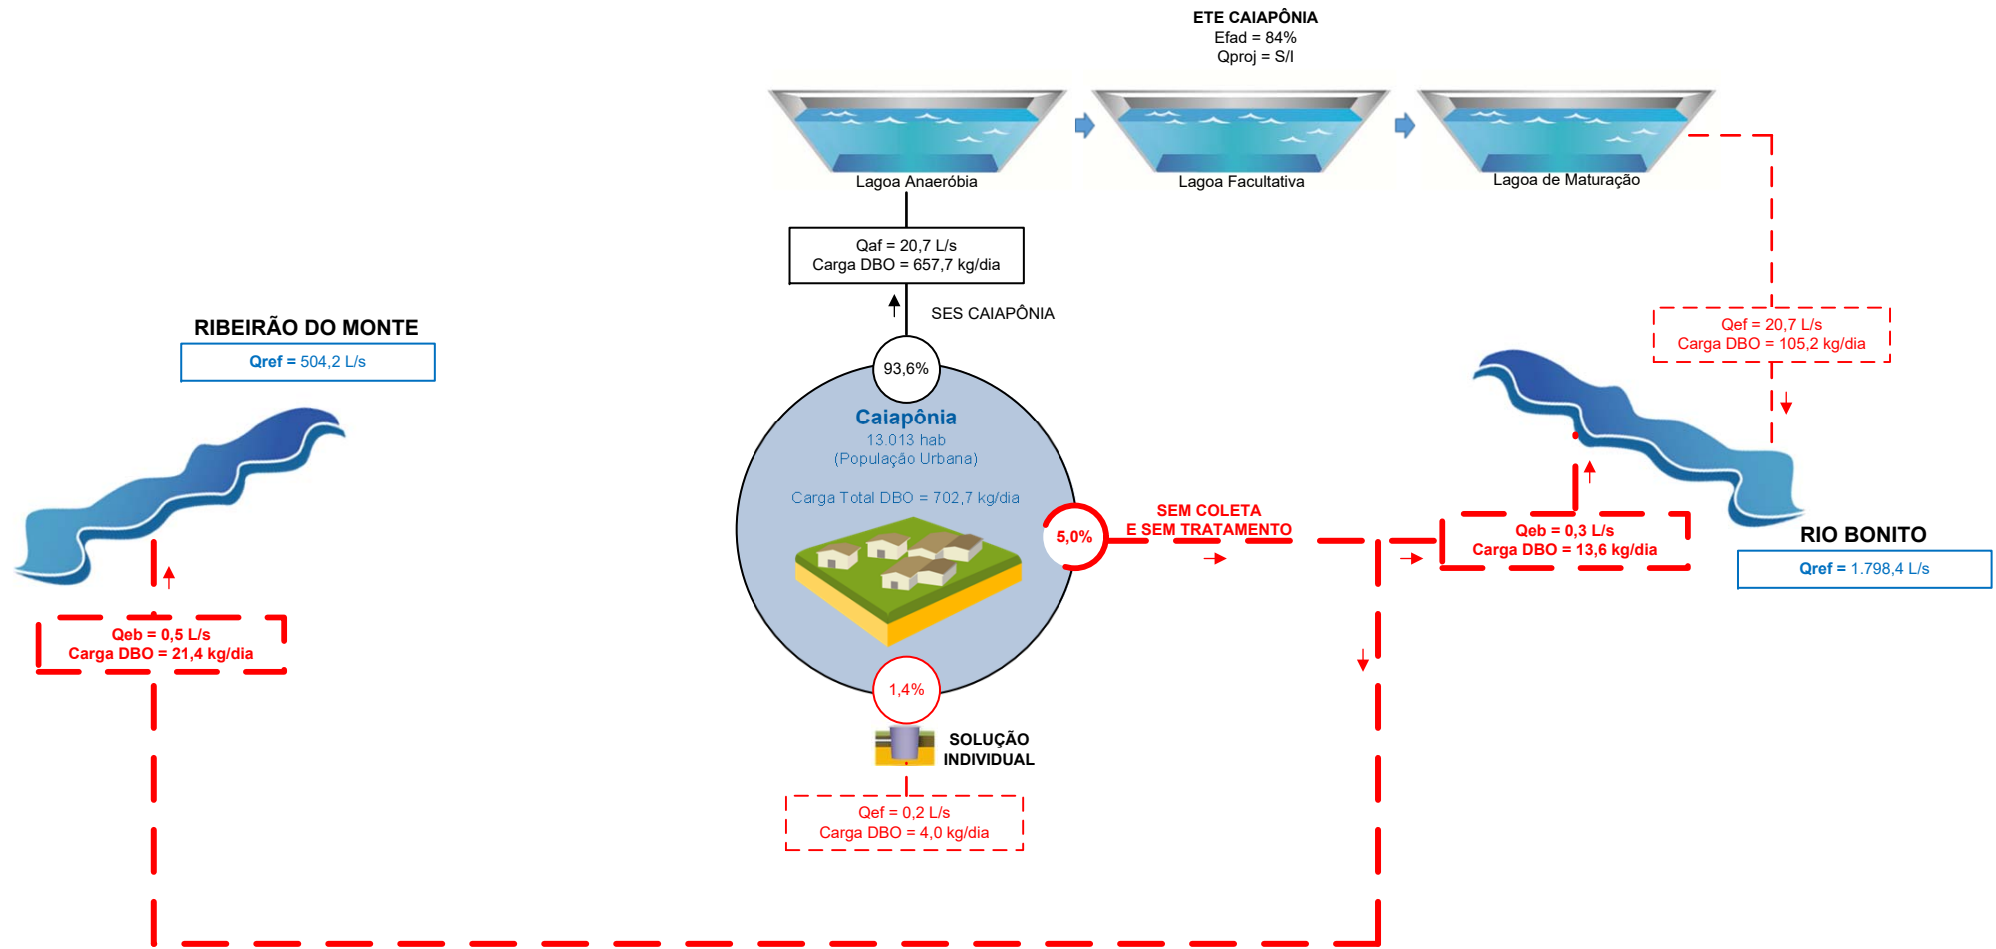 ETE CAIAPÔNIA
Efad = 84%
Qproj = S/I
Lagoa Anaeróbia
Lagoa Facultativa
Lagoa de Maturação
Qaf = 20,7 L/s
Carga DBO = 657,7 kg/dia
SES CAIAPÔNIA
RIBEIRÃO DO MONTE
Qref = 504,2 L/s
Qef = 20,7 L/s
Carga DBO = 105,2 kg/dia
93,6%
Caiapônia
13.013 hab
(População Urbana)
Carga Total DBO = 702,7 kg/dia
5,0%
SEM COLETA
E SEM TRATAMENTO
Qeb = 0,3 L/s
Carga DBO = 13,6 kg/dia
RIO BONITO
Qref = 1.798,4 L/s
Qeb = 0,5 L/s
Carga DBO = 21,4 kg/dia
1,4%
SOLUÇÃO
INDIVIDUAL
Qef = 0,2 L/s
Carga DBO = 4,0 kg/dia